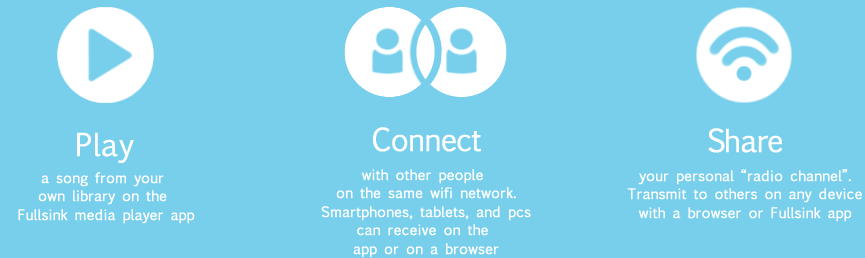 Play
a song from your
own library on the
Fullsink media player app
Connect
with other people
on the same wifi network.
Smartphones, tablets, and pcs
can receive on the
app or on a browser
Share
your personal “radio channel”.
Transmit to others on any device
with a browser or Fullsink app